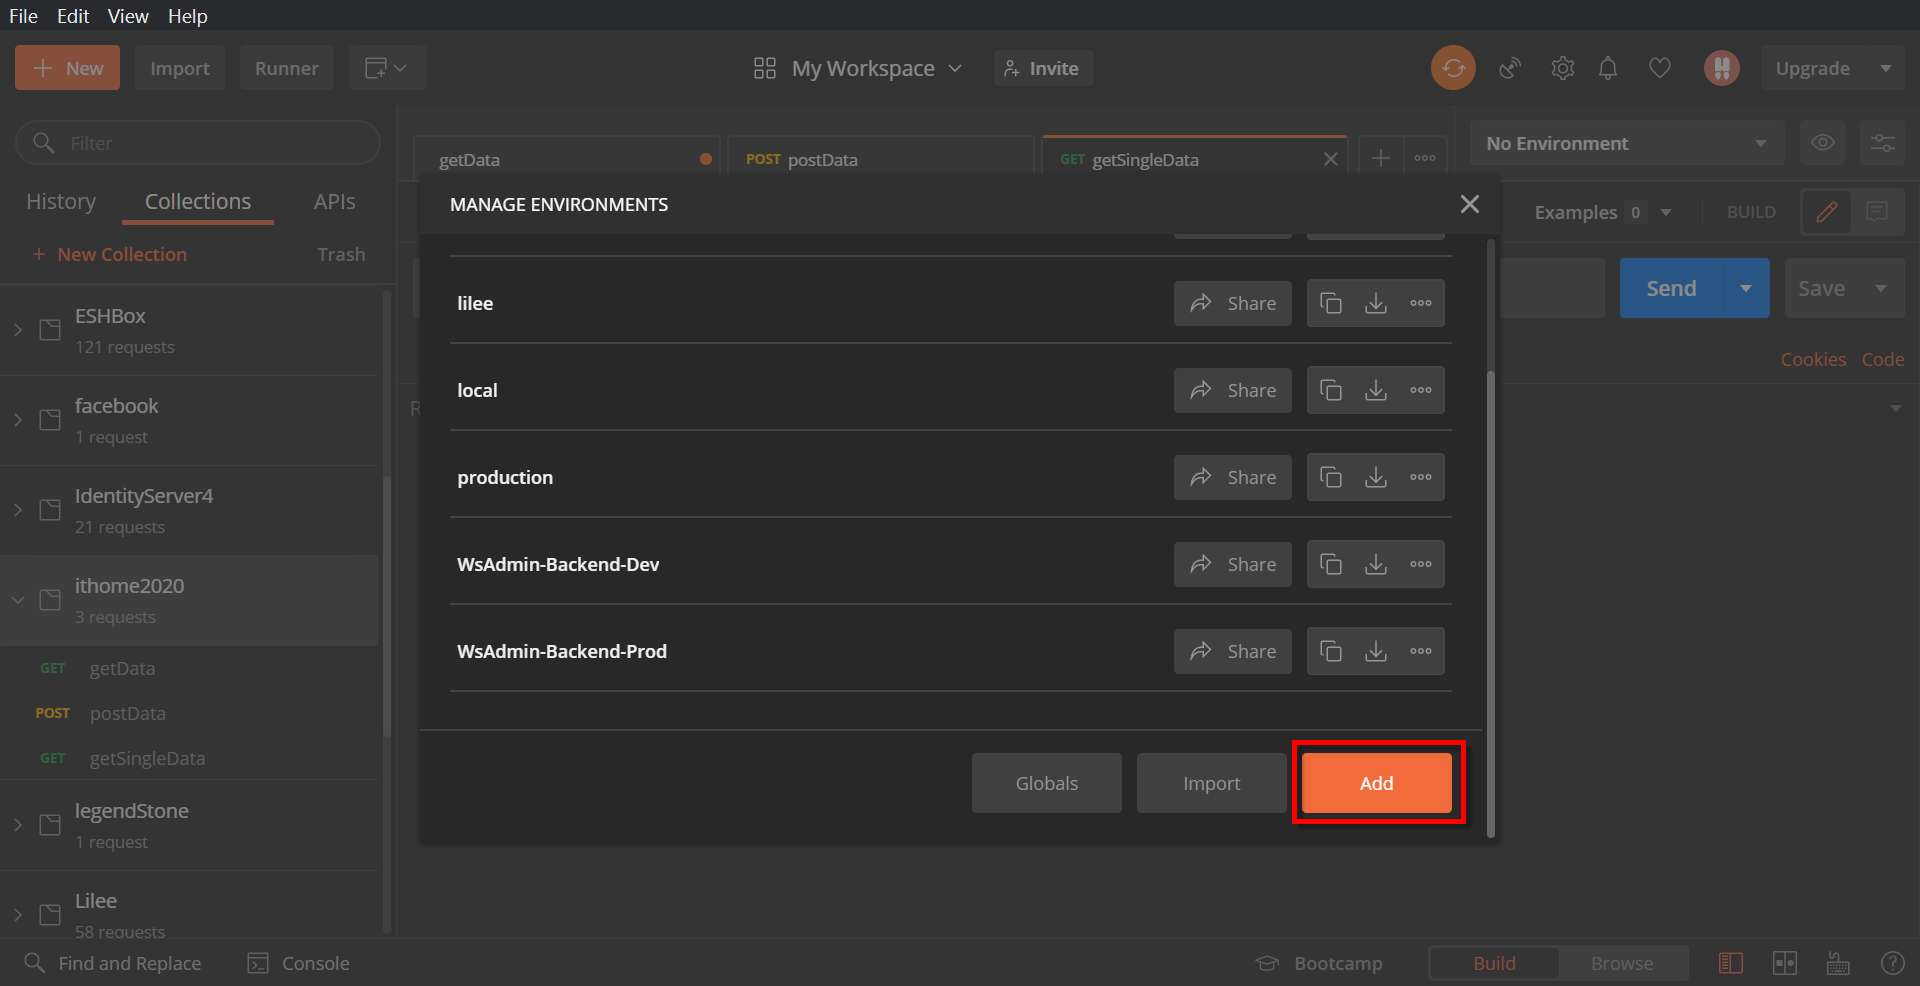 File Edit View Help
New Import Runner My Workspace Invite Upgrade
Filter
getData POST postData GET getSingleData No Environment
History Collections APIs
MANAGE ENVIRONMENTS
Examples 0 BUILD
New Collection Trash
Send Save
ESHBox
121 requests
lilee Share
Cookies Code
facebook
1 request
local Share
IdentityServer4
21 requests
production Share
ithome2020
3 requests
WsAdmin-Backend-Dev Share
GET getData
WsAdmin-Backend-Prod Share
POST postData
GET getSingleData
Globals Import Add
legendStone
1 request
Lilee
58 requests
Find and Replace Console Bootcamp Build Browse